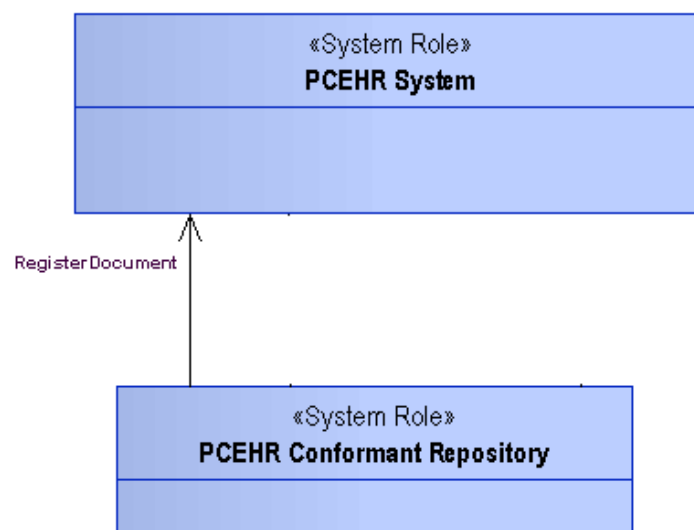 «System Role»
PCEHR System
RegisterDocument
«System Role»
PCEHR Conformant Repository